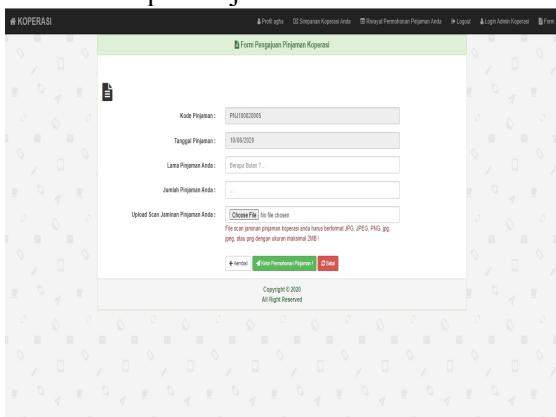 KOPERASI
Profil agha Simpanan Koperasi Anda Riwayat Permohonan Pinjaman Anda Logout Login Admin Koperasi Form
Form Pengajuan Pinjaman Koperasi
Kode Pinjaman : PNJ100820005
Tanggal Pinjaman : 10/08/2020
Lama Pinjaman Anda : Berapa Bulan ?...
Jumlah Pinjaman Anda : ...
Upload Scan Jaminan Pinjaman Anda : Choose File No file chosen
File scan jaminan pinjaman koperasi anda harus berformat JPG, JPEG, PNG, jpg,
jpeg, atau png dengan ukuran maksimal 2MB !
Kembali Kirim Permohonan Pinjaman ! Batal
Copyright © 2020
All Right Reserved